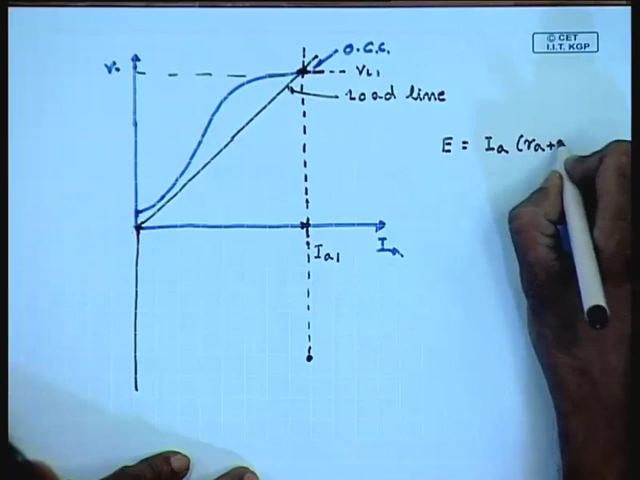 © CET
I.I.T. KGP
O.C.C.
V
VL1
Load line
E = Ia (ra+
Ia1
Ia